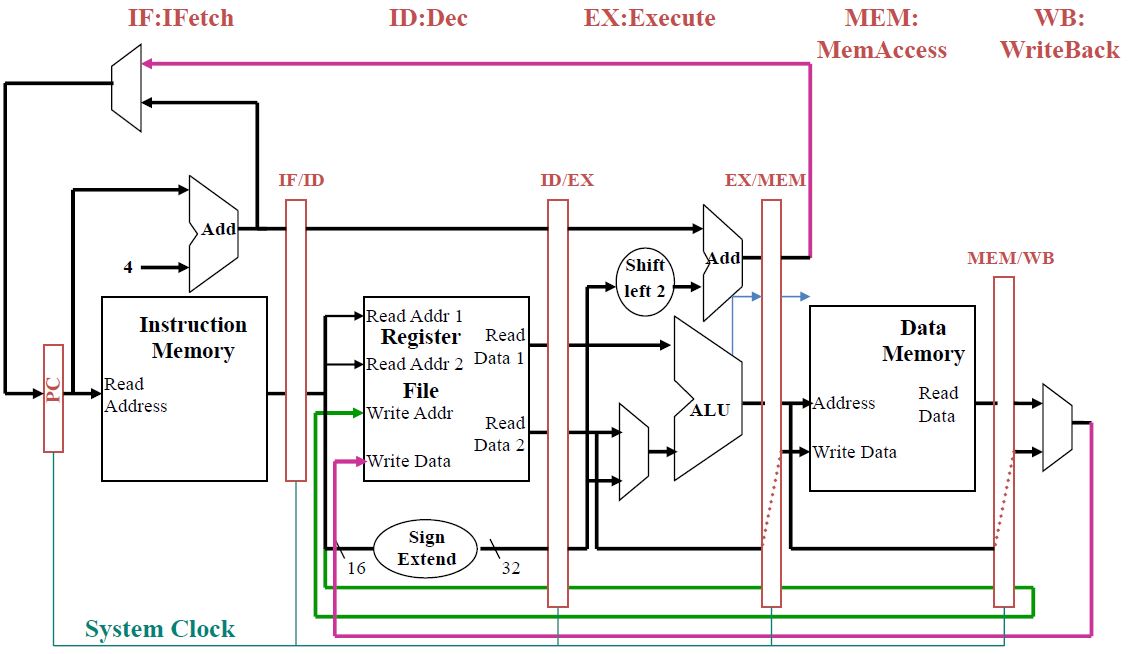 IF:IFetch
ID:Dec
EX:Execute
MEM:
MemAccess
WB:
WriteBack
IF/ID
ID/EX
EX/MEM
MEM/WB
Add
4
Add
Shift
left 2
PC
Instruction
Memory
Read
Address
Read Addr 1
Register
Read Addr 2
File
Write Addr
Write Data
Read
Data 1
Read
Data 2
ALU
Data
Memory
Address
Read
Data
Write Data
Sign
Extend
16
32
System Clock